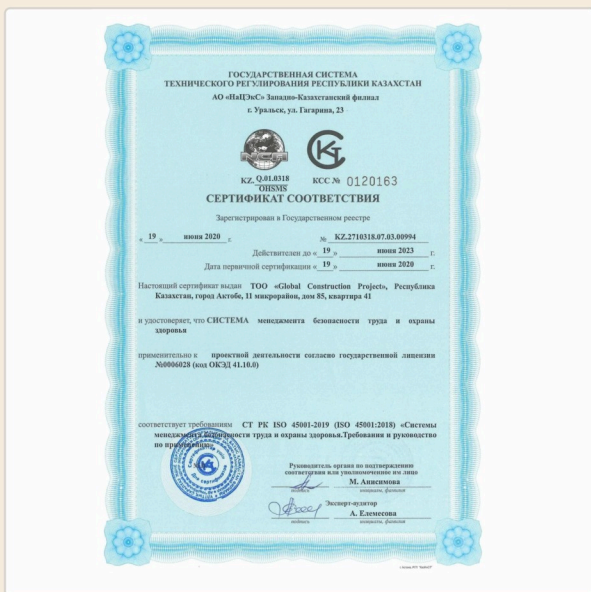 ГОСУДАРСТВЕННАЯ СИСТЕМА
ТЕХНИЧЕСКОГО РЕГУЛИРОВАНИЯ РЕСПУБЛИКИ КАЗАХСТАН
АО «НаЦЭкС» Западно-Казахстанский филиал
г. Уральск, ул. Гагарина, 23
KZ. Q.01.0318
OHSMS
КСС № 0120163
СЕРТИФИКАТ СООТВЕТСТВИЯ
Зарегистрирован в Государственном реестре
« 19 » июня 2020 г. № KZ.2710318.07.03.00994
Действителен до « 19 » июня 2023 г.
Дата первичной сертификации « 19 » июня 2020 г.
Настоящий сертификат выдан ТОО «Global Construction Project», Республика
Казахстан, город Актобе, 11 микрорайон, дом 85, квартира 41
и удостоверяет, что СИСТЕМА менеджмента безопасности труда и охраны
здоровья
применительно к проектной деятельности согласно государственной лицензии
№0006028 (код ОКЭД 41.10.0)
соответствует требованиям СТ РК ISO 45001-2019 (ISO 45001:2018) «Системы
менеджмента безопасности труда и охраны здоровья.Требования и руководство
по применению»
Руководитель органа по подтверждению
соответствия или уполномоченное им лицо
М. Анисимова
подпись инициалы, фамилия
Эксперт-аудитор
А. Елемесова
подпись инициалы, фамилия